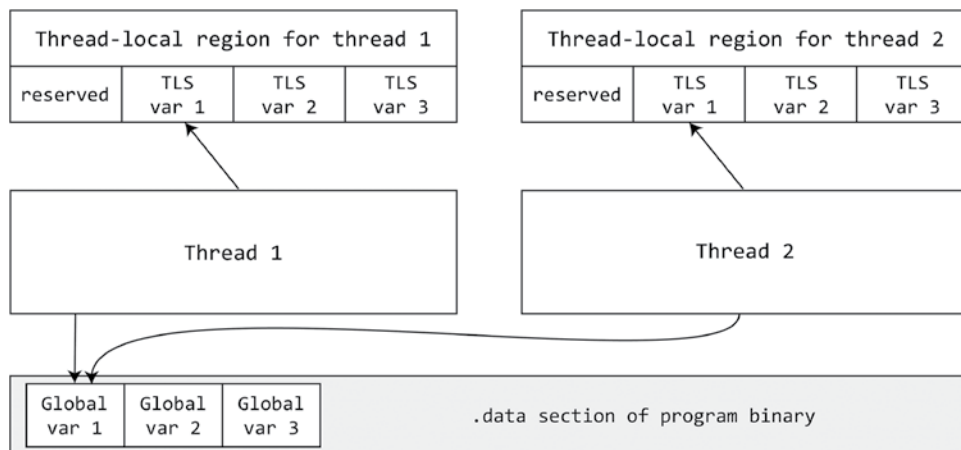 Thread-local region for thread 1
reserved
TLS
var 1
TLS
var 2
TLS
var 3
Thread-local region for thread 2
reserved
TLS
var 1
TLS
var 2
TLS
var 3
Thread 1
Thread 2
Global
var 1
Global
var 2
Global
var 3
.data section of program binary